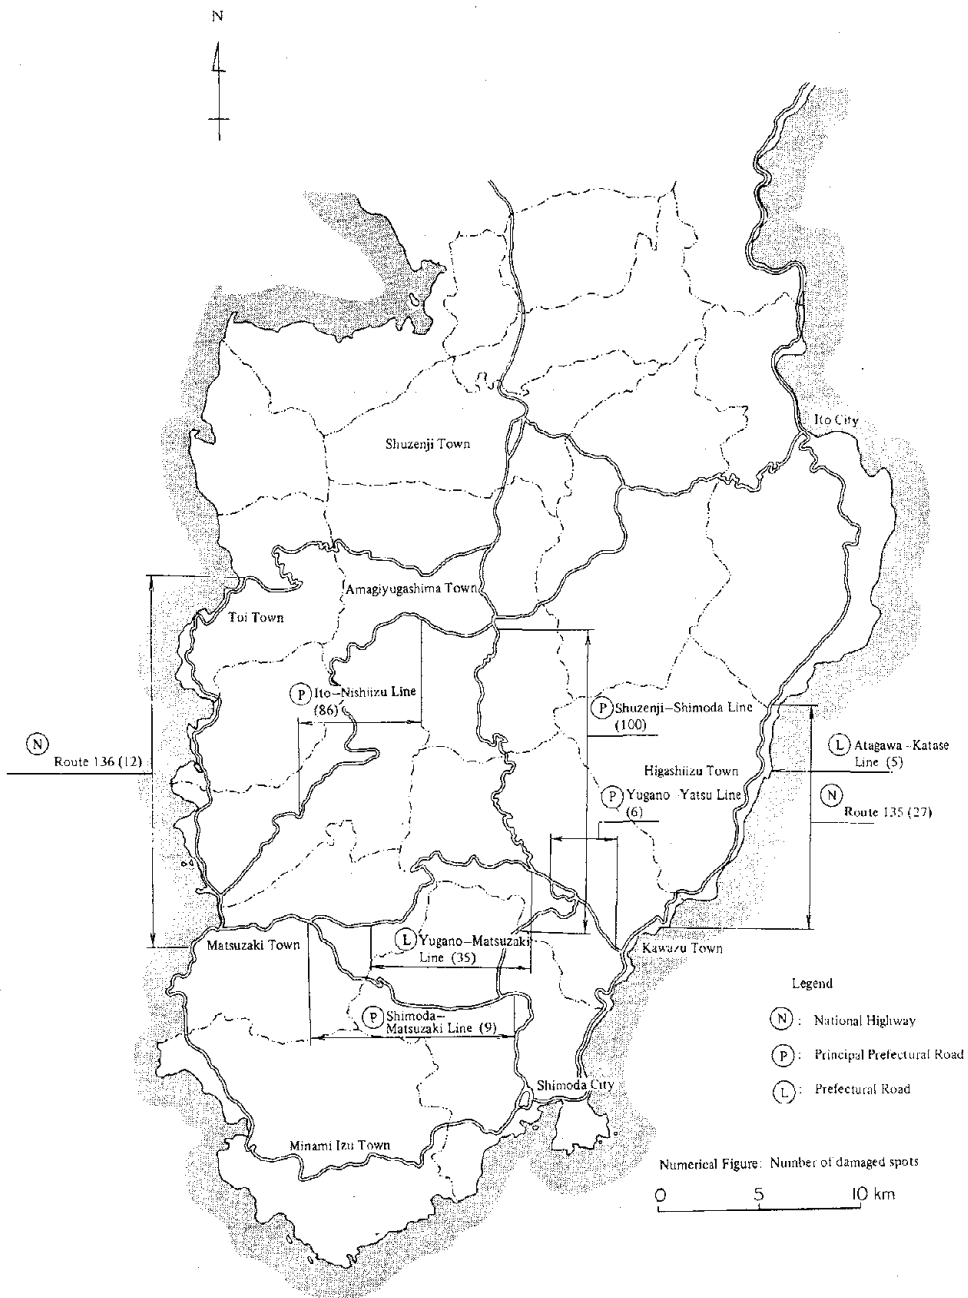 N
Ito City
Shuzenji Town
Amagiyugashima Town
Toi Town
P Ito-Nishiizu Line
(86)
P Shuzenji-Shimoda Line
(100)
N
Route 136 (12)
L Atagawa-Katase
Line (5)
Higashiizu Town
P Yugano-Yatsu Line
(6)
N
Route 135 (27)
Matsuzaki Town
L Yugano-Matsuzaki
Line (35)
Kawazu Town
P Shimoda-
Matsuzaki Line (9)
Legend
N : National Highway
P : Principal Prefectural Road
L : Prefectural Road
Shimoda City
Minami Izu Town
Numerical Figure: Number of damaged spots
0 5 10 km